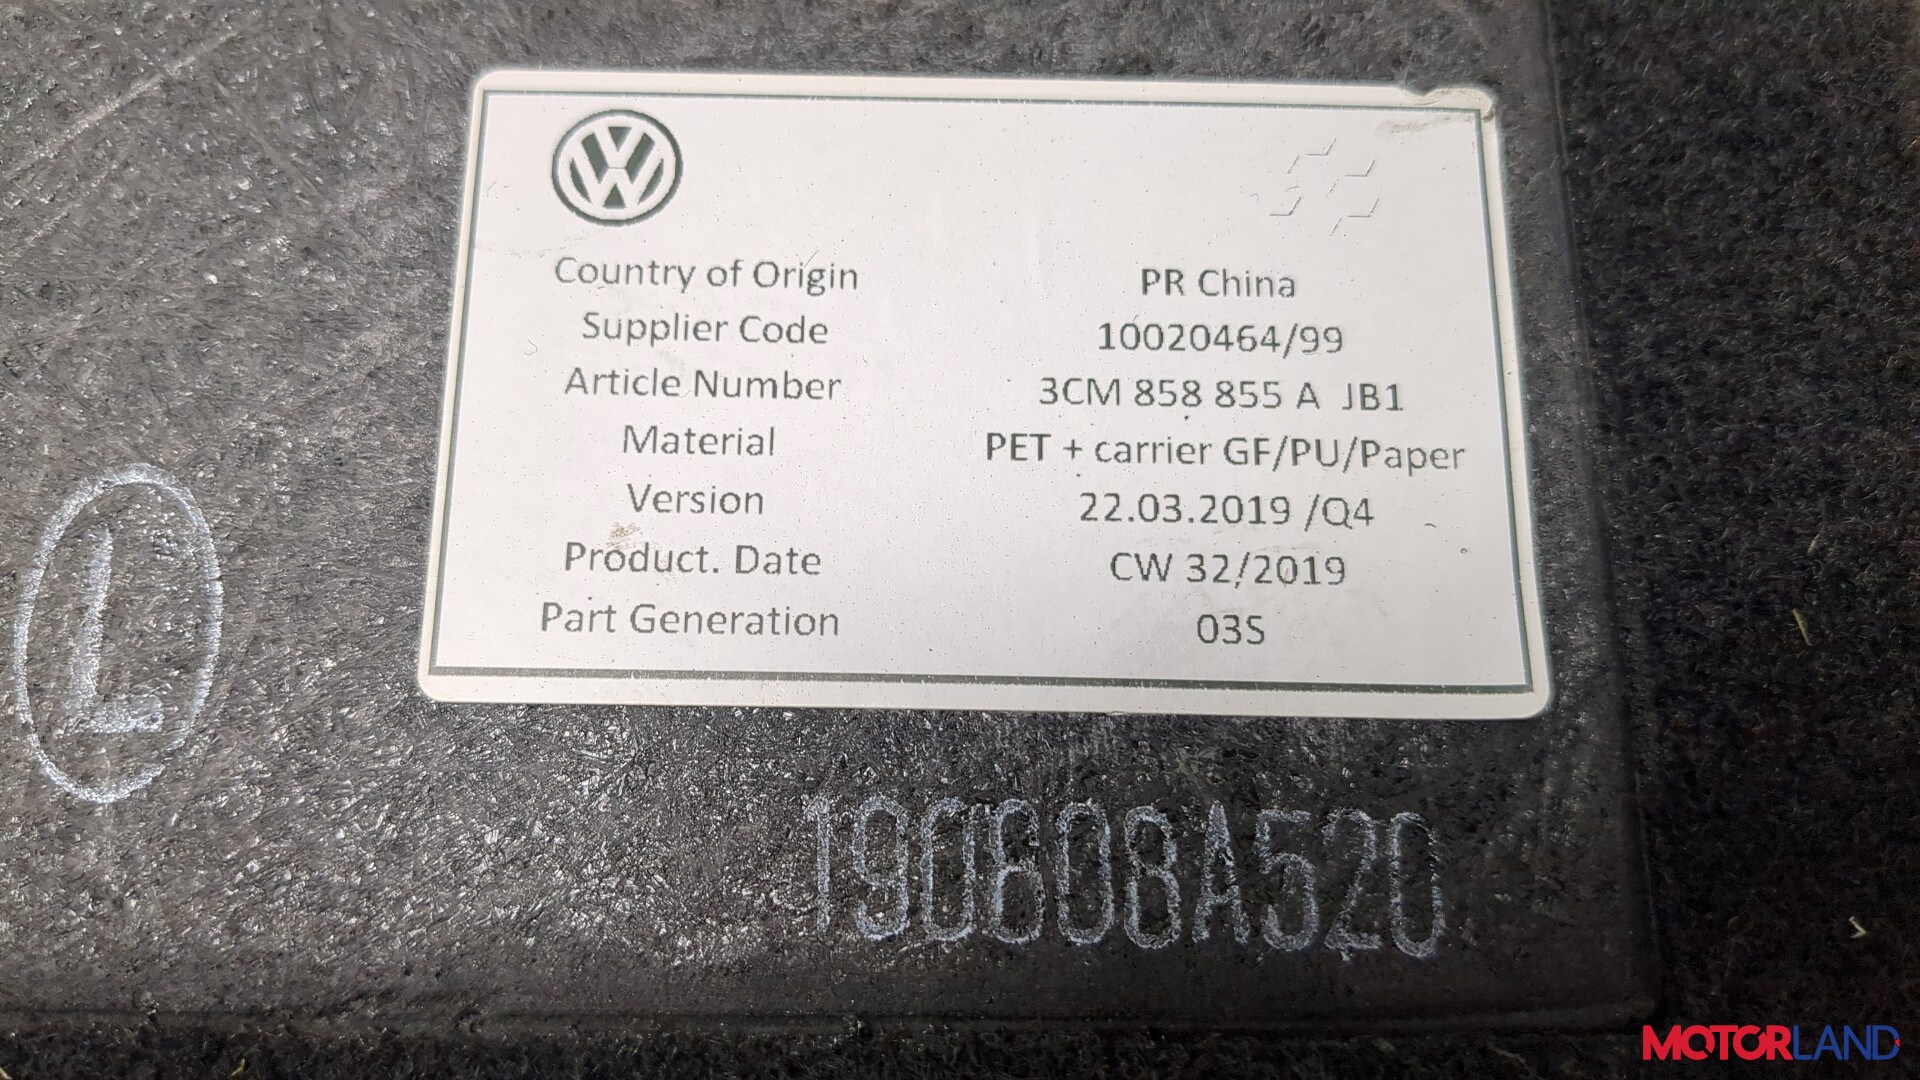 Country of Origin PR China
Supplier Code 10020464/99
Article Number 3CM 858 855 A JB1
Material PET + carrier GF/PU/Paper
Version 22.03.2019 /Q4
Product. Date CW 32/2019
Part Generation 03S
L
190808A520
MOTORLAND